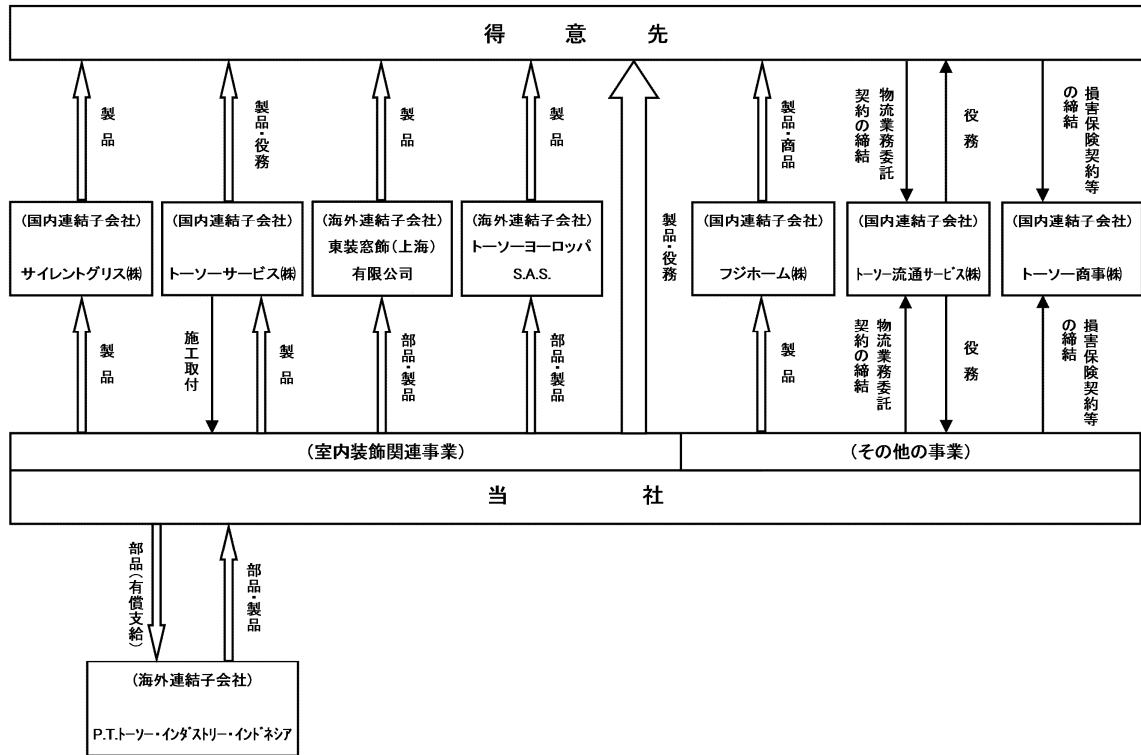 得意先
製品
製品・役務
製品
製品
製品・役務
製品・商品
物流業務委託
契約の締結
役務
損害保険契約等
の締結
(国内連結子会社)
サイレントグリス㈱
(国内連結子会社)
トーソーサービス㈱
(海外連結子会社)
東装窓飾(上海)
有限公司
(海外連結子会社)
トーソーヨーロッパ
S.A.S.
(国内連結子会社)
フジホーム㈱
(国内連結子会社)
トーソー流通サービス㈱
(国内連結子会社)
トーソー商事㈱
製品
施工取付
製品
部品・製品
部品・製品
製品
物流業務委託
契約の締結
役務
損害保険契約等
の締結
(室内装飾関連事業)
(その他の事業)
当社
部品(有償支給)
部品・製品
(海外連結子会社)
P.T.トーソー・インダストリー・インドネシア